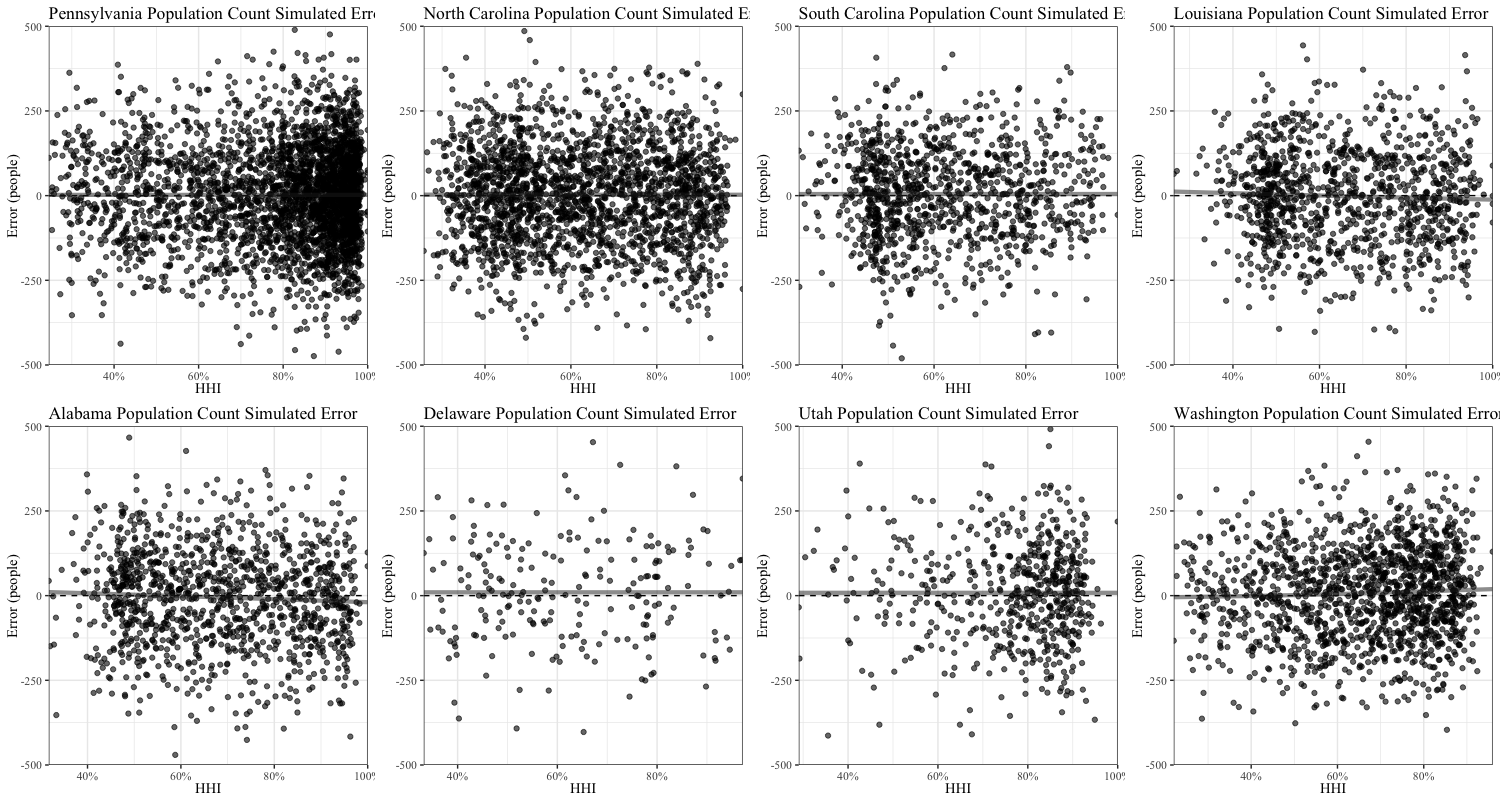 Pennsylvania Population Count Simulated Erro
500
250
0
-250
-500
Error (people)
40%
60%
80%
100%
HHI
North Carolina Population Count Simulated E
500
250
0
-250
-500
Error (people)
40%
60%
80%
100%
HHI
South Carolina Population Count Simulated E
500
250
0
-250
-500
Error (people)
40%
60%
80%
100%
HHI
Louisiana Population Count Simulated Error
500
250
0
-250
-500
Error (people)
40%
60%
80%
100%
HHI
Alabama Population Count Simulated Error
500
250
0
-250
-500
Error (people)
40%
60%
80%
100%
HHI
Delaware Population Count Simulated Error
500
250
0
-250
-500
Error (people)
40%
60%
80%
HHI
Utah Population Count Simulated Error
500
250
0
-250
-500
Error (people)
40%
60%
80%
100%
HHI
Washington Population Count Simulated Error
500
250
0
-250
-500
Error (people)
40%
60%
80%
HHI